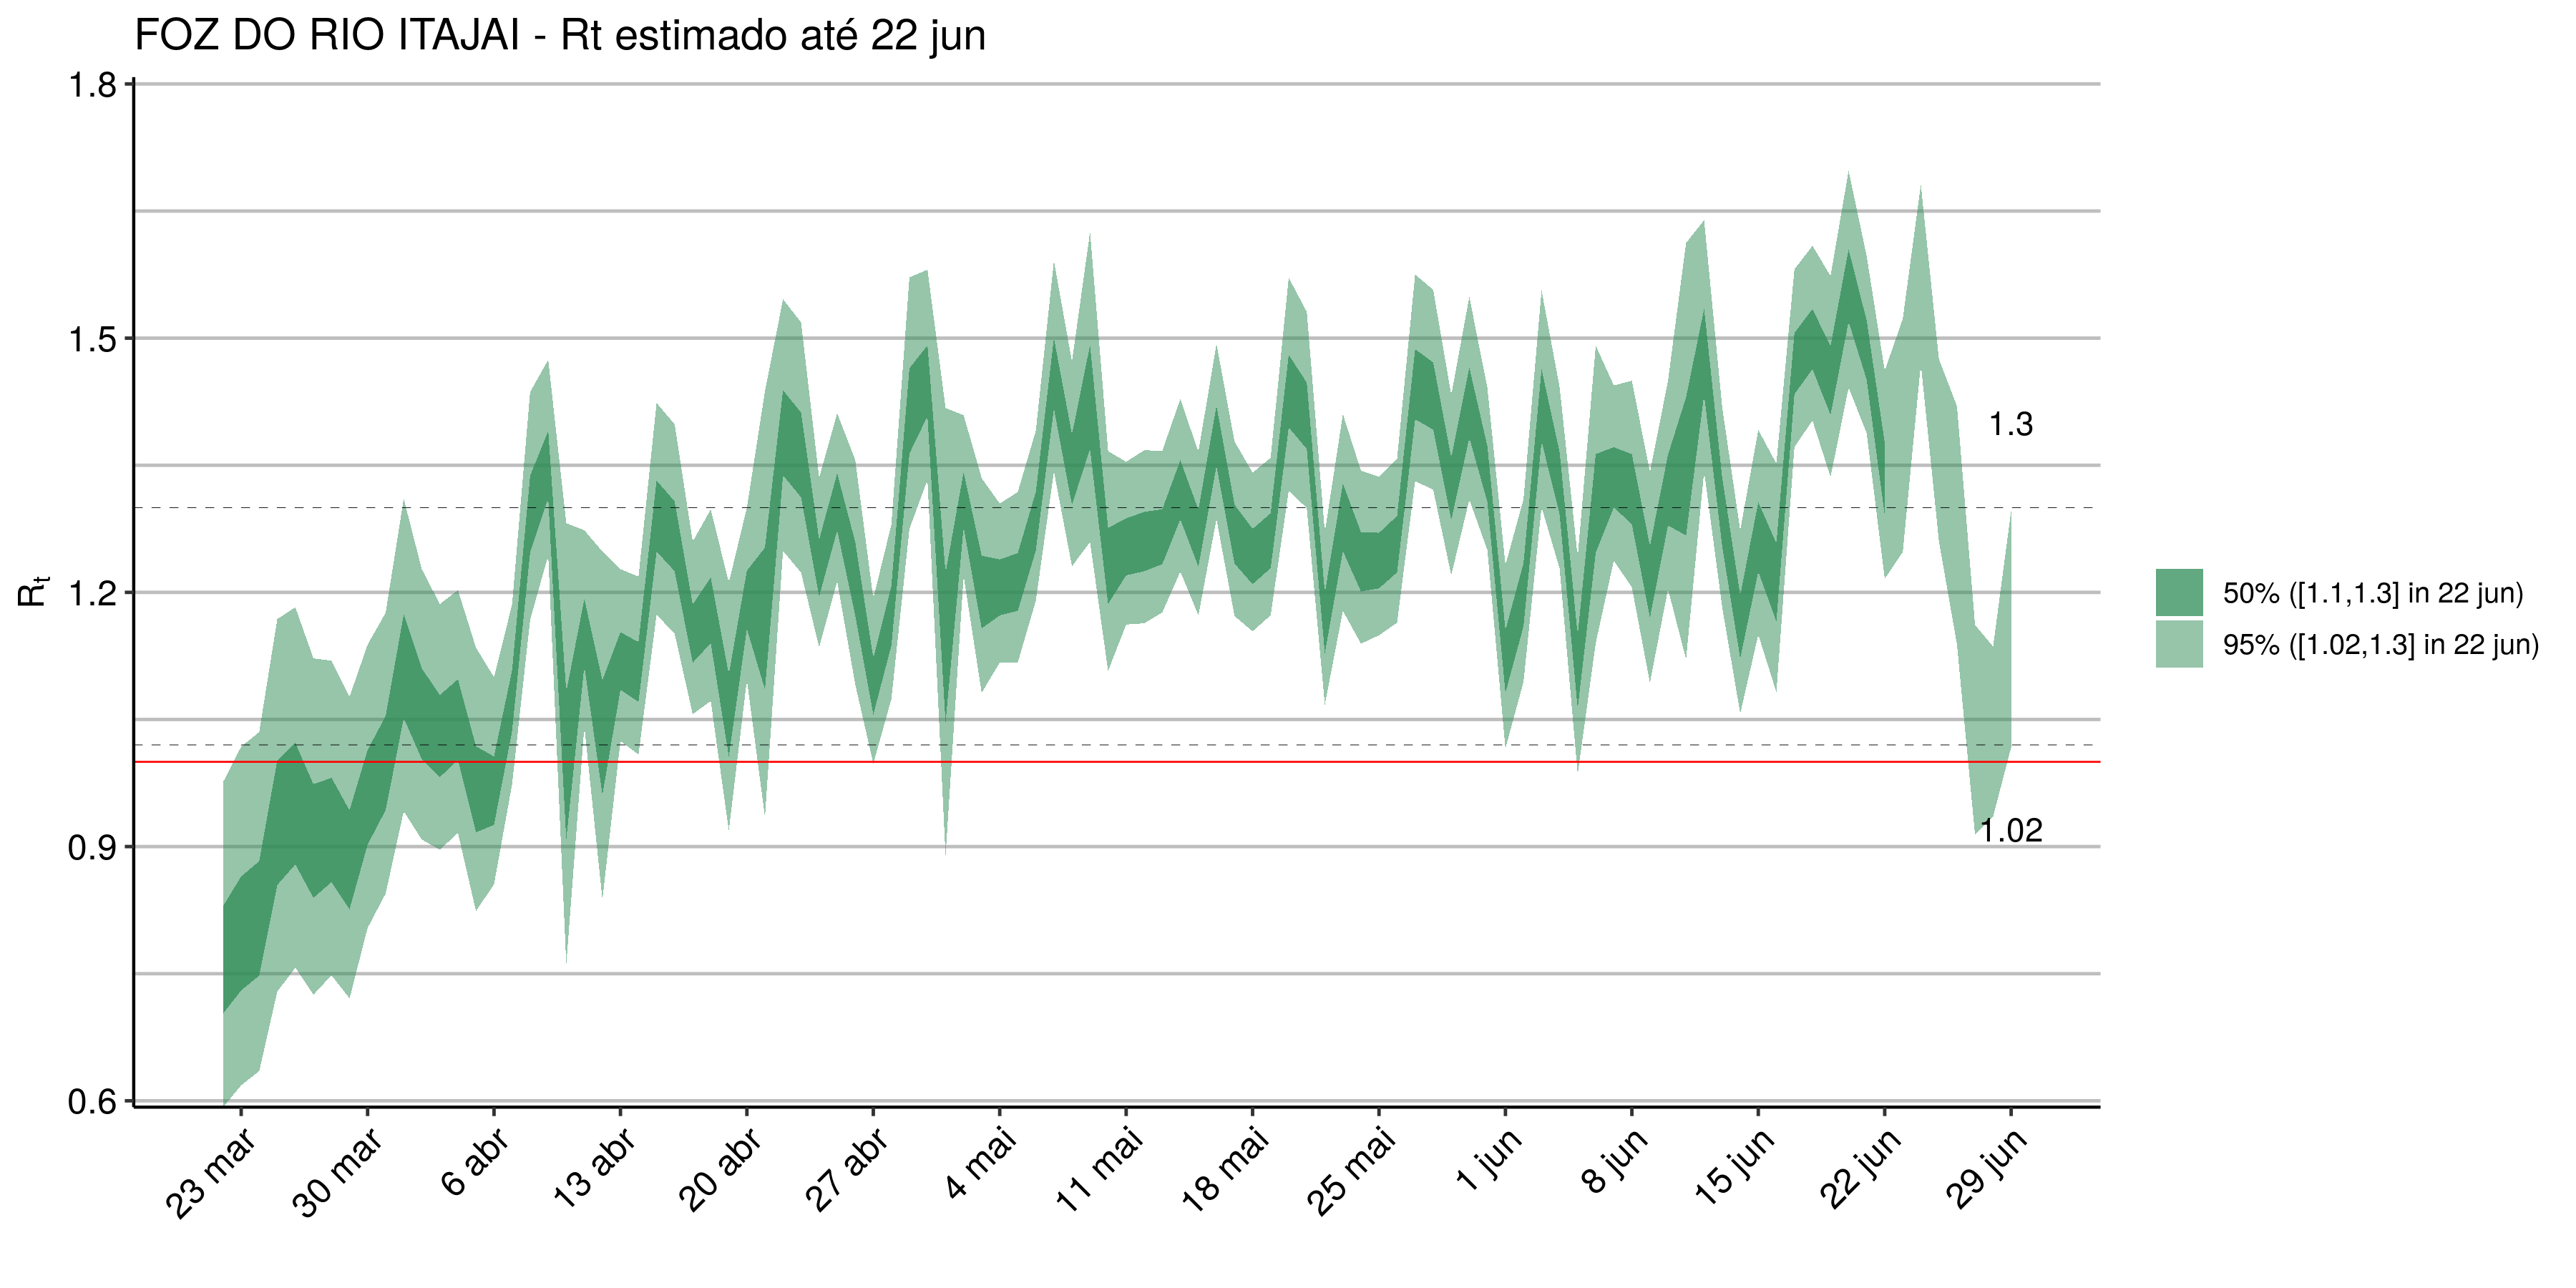 FOZ DO RIO ITAJAI - Rt estimado até 22 jun
1.8
1.5
1.2
0.9
0.6
Rt
1.3
1.02
50% ([1.1,1.3] in 22 jun)
95% ([1.02,1.3] in 22 jun)
23 mar
30 mar
6 abr
13 abr
20 abr
27 abr
4 mai
11 mai
18 mai
25 mai
1 jun
8 jun
15 jun
22 jun
29 jun